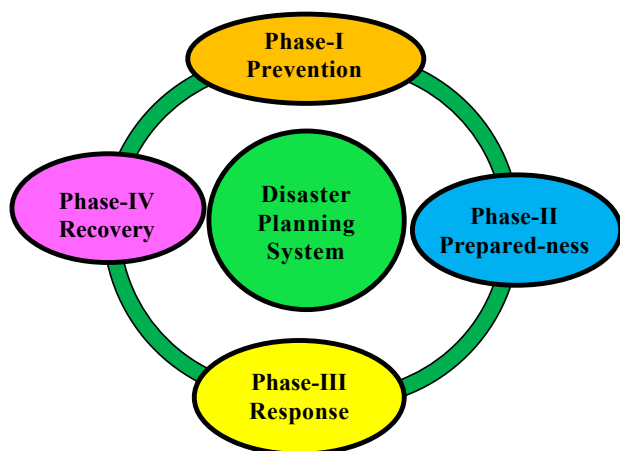 Phase-I
Prevention
Phase-IV
Recovery
Disaster
Planning
System
Phase-II
Prepared-ness
Phase-III
Response